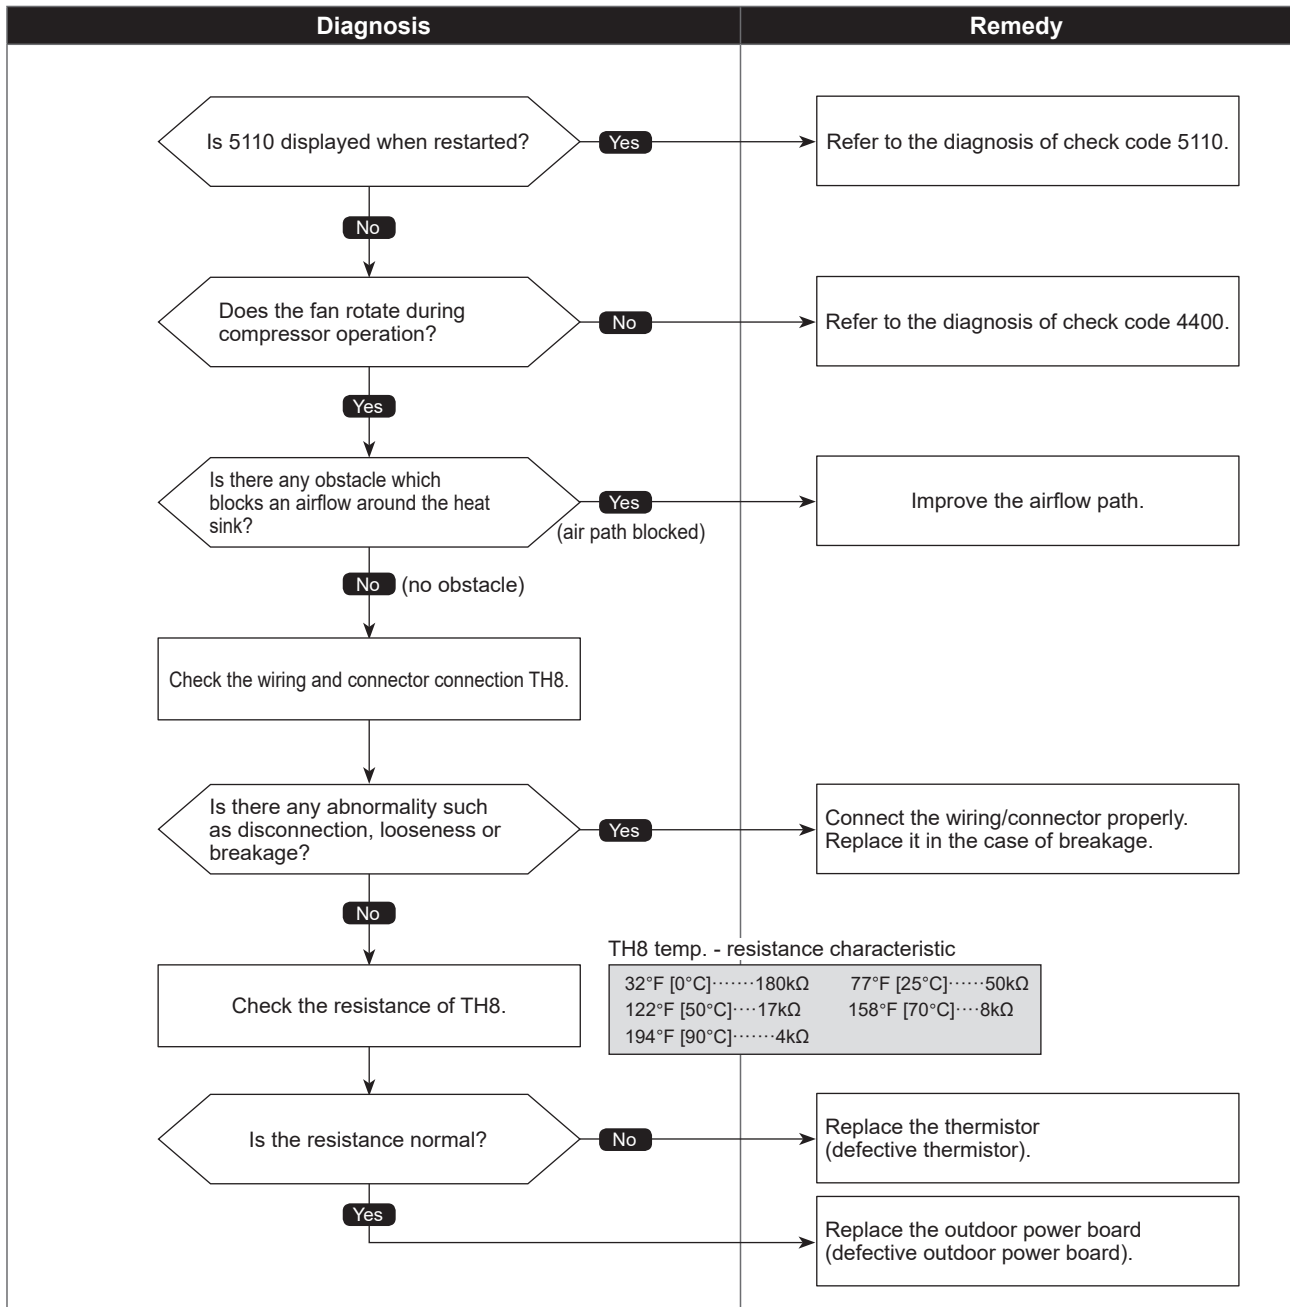 Diagnosis
Remedy
Is 5110 displayed when restarted?
Yes
Refer to the diagnosis of check code 5110.
No
Does the fan rotate during
compressor operation?
No
Refer to the diagnosis of check code 4400.
Yes
Is there any obstacle which
blocks an airflow around the heat
sink?
Yes
(air path blocked)
Improve the airflow path.
No (no obstacle)
Check the wiring and connector connection TH8.
Is there any abnormality such
as disconnection, looseness or
breakage?
Yes
Connect the wiring/connector properly.
Replace it in the case of breakage.
No
TH8 temp. - resistance characteristic
32°F [0°C]·······180kΩ 77°F [25°C]······50kΩ
122°F [50°C]····17kΩ 158°F [70°C]····8kΩ
194°F [90°C]·······4kΩ
Check the resistance of TH8.
Is the resistance normal?
No
Replace the thermistor
(defective thermistor).
Yes
Replace the outdoor power board
(defective outdoor power board).